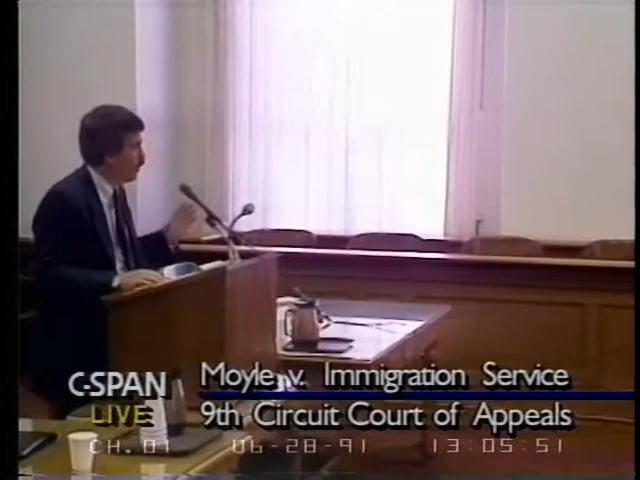 C-SPAN
LIVE
Moyle v. Immigration Service
9th Circuit Court of Appeals
CH. 01 06-28-91 13:05:51